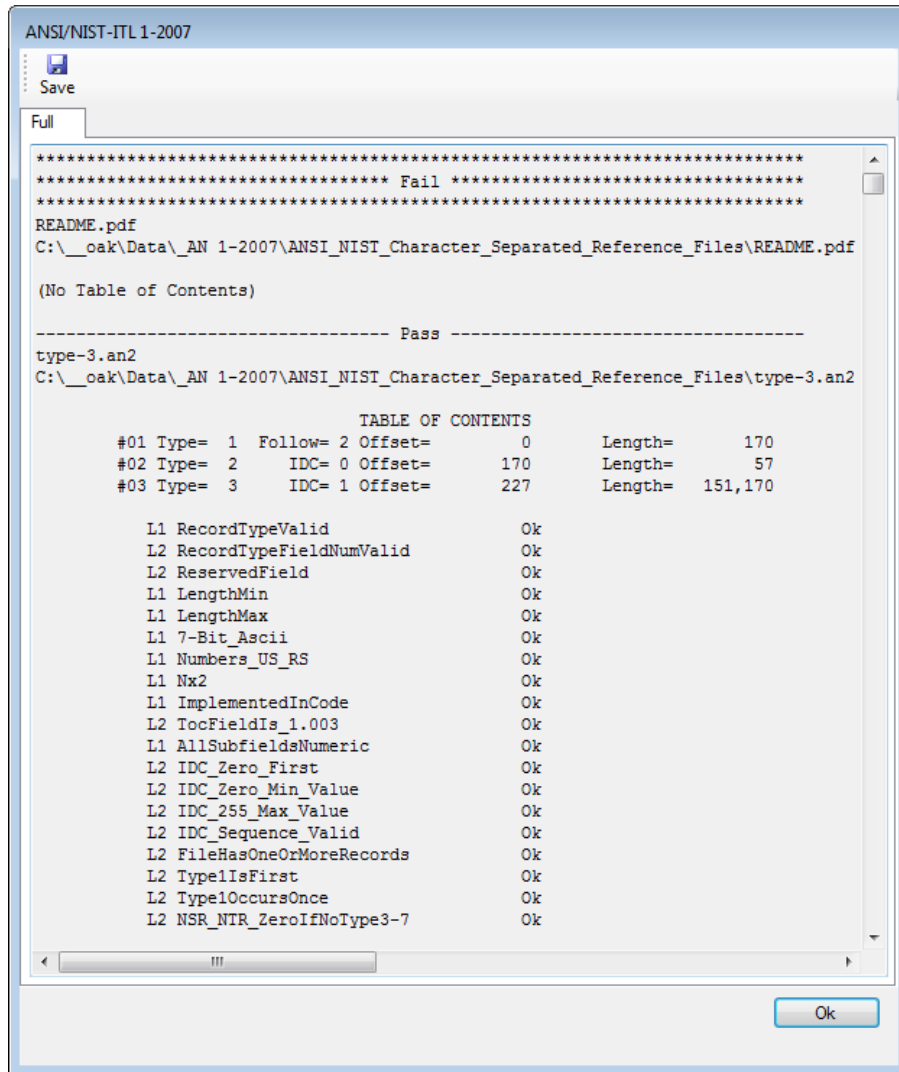 ANSI/NIST-ITL 1-2007
Save
Full
****************************************************************************
*********************************** Fail ***********************************
****************************************************************************
README.pdf
C:\__oak\Data\_AN 1-2007\ANSI_NIST_Character_Separated_Reference_Files\README.pdf
(No Table of Contents)
----------------------------------- Pass -----------------------------------
type-3.an2
C:\__oak\Data\_AN 1-2007\ANSI_NIST_Character_Separated_Reference_Files\type-3.an2
TABLE OF CONTENTS
#01 Type= 1 Follow= 2 Offset= 0 Length= 170
#02 Type= 2 IDC= 0 Offset= 170 Length= 57
#03 Type= 3 IDC= 1 Offset= 227 Length= 151,170
L1 RecordTypeValid Ok
L2 RecordTypeFieldNumValid Ok
L2 ReservedField Ok
L1 LengthMin Ok
L1 LengthMax Ok
L1 7-Bit_Ascii Ok
L1 Numbers_US_RS Ok
L1 Nx2 Ok
L1 ImplementedInCode Ok
L2 TocFieldIs_1.003 Ok
L1 AllSubfieldsNumeric Ok
L2 IDC_Zero_First Ok
L2 IDC_Zero_Min_Value Ok
L2 IDC_255_Max_Value Ok
L2 IDC_Sequence_Valid Ok
L2 FileHasOneOrMoreRecords Ok
L2 Type1IsFirst Ok
L2 Type1OccursOnce Ok
L2 NSR_NTR_ZeroIfNoType3-7 Ok
Ok